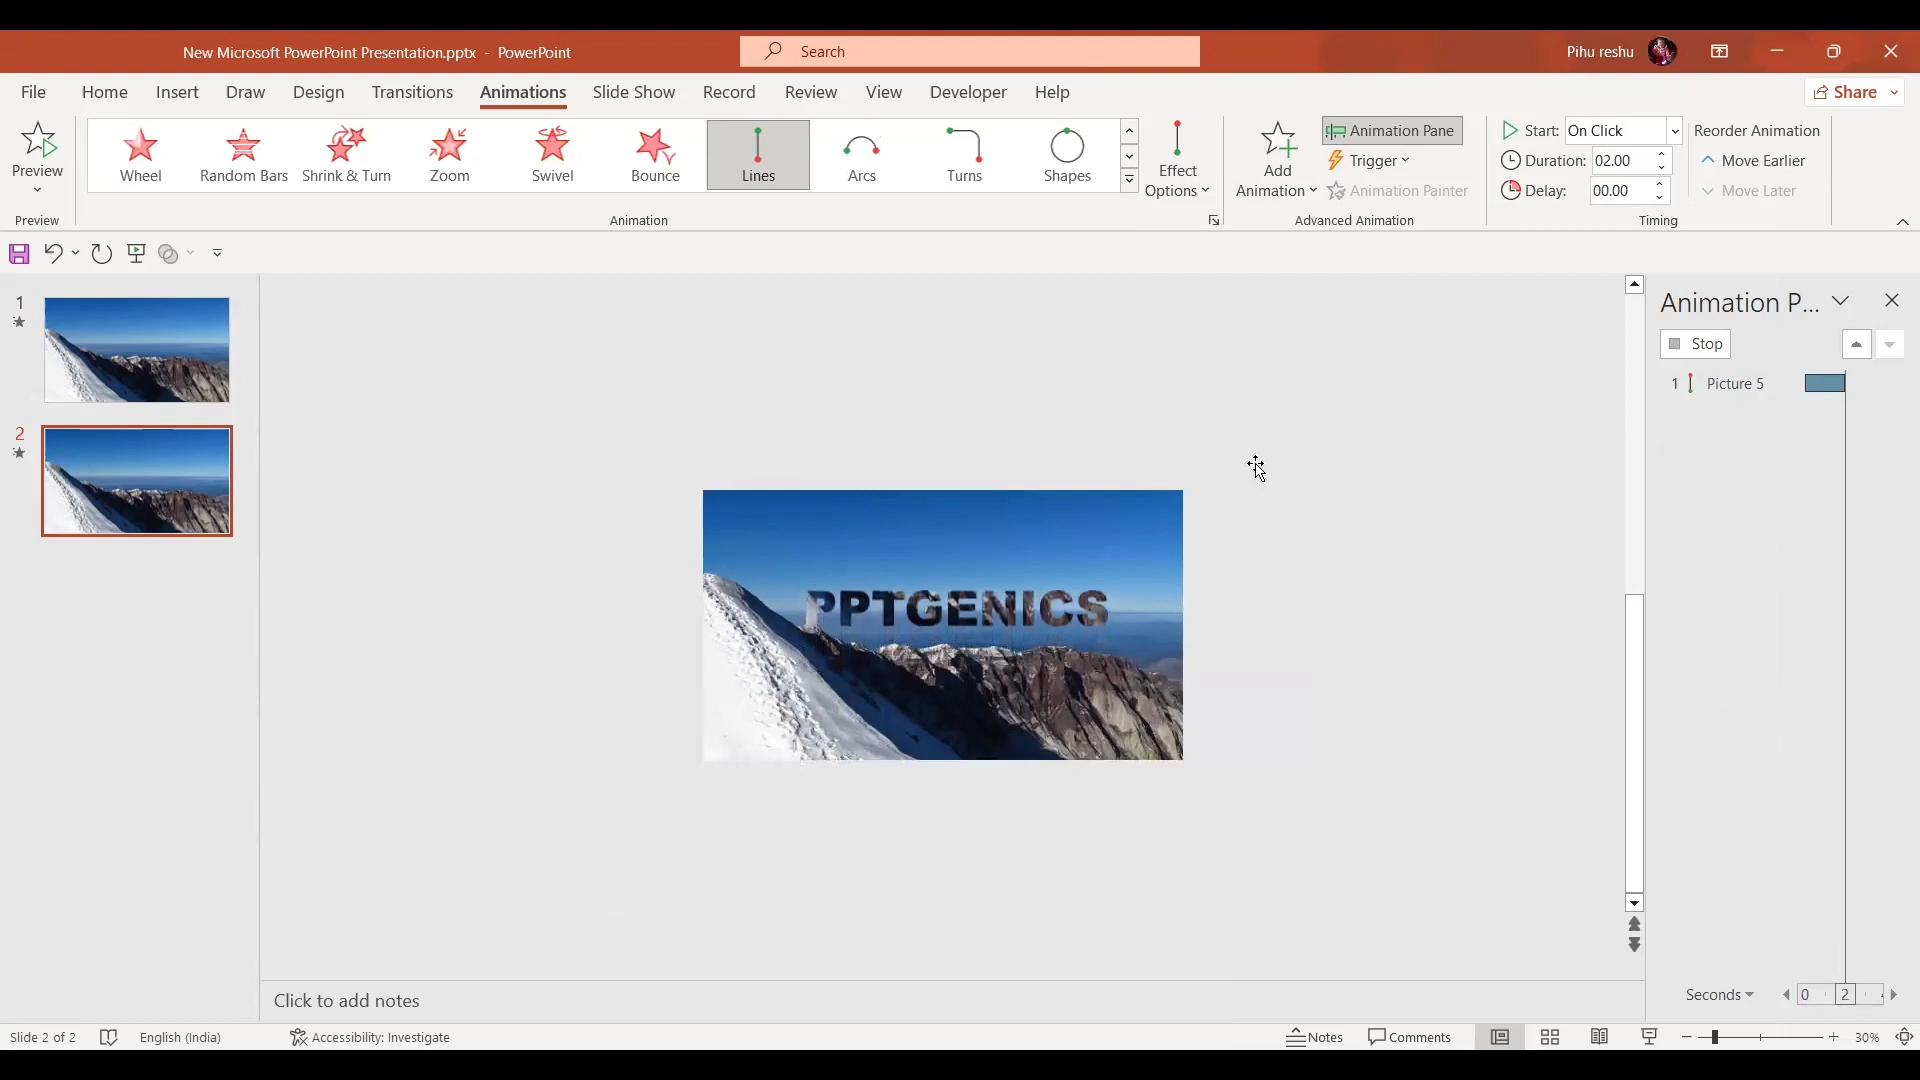 New Microsoft PowerPoint Presentation.pptx - PowerPoint
Search
Pihu reshu
File Home Insert Draw Design Transitions Animations Slide Show Record Review View Developer Help
Share
Preview
Wheel Random Bars Shrink & Turn Zoom Swivel Bounce Lines Arcs Turns Shapes
Effect
Options
Add
Animation
Animation Pane
Trigger
Animation Painter
Start: On Click
Duration: 02.00
Delay: 00.00
Reorder Animation
Move Earlier
Move Later
Preview
Animation
Advanced Animation
Timing
1
2
PPTGENICS
Animation P...
Stop
1 Picture 5
Seconds
0 2
Click to add notes
Slide 2 of 2
English (India)
Accessibility: Investigate
Notes
Comments
30%